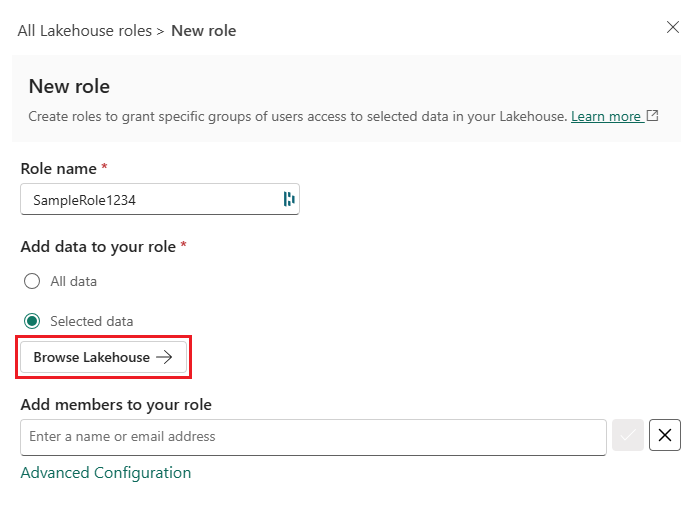 All Lakehouse roles > New role
New role
Create roles to grant specific groups of users access to selected data in your Lakehouse. Learn more
Role name *
SampleRole1234
Add data to your role *
All data
Selected data
Browse Lakehouse →
Add members to your role
Enter a name or email address
Advanced Configuration